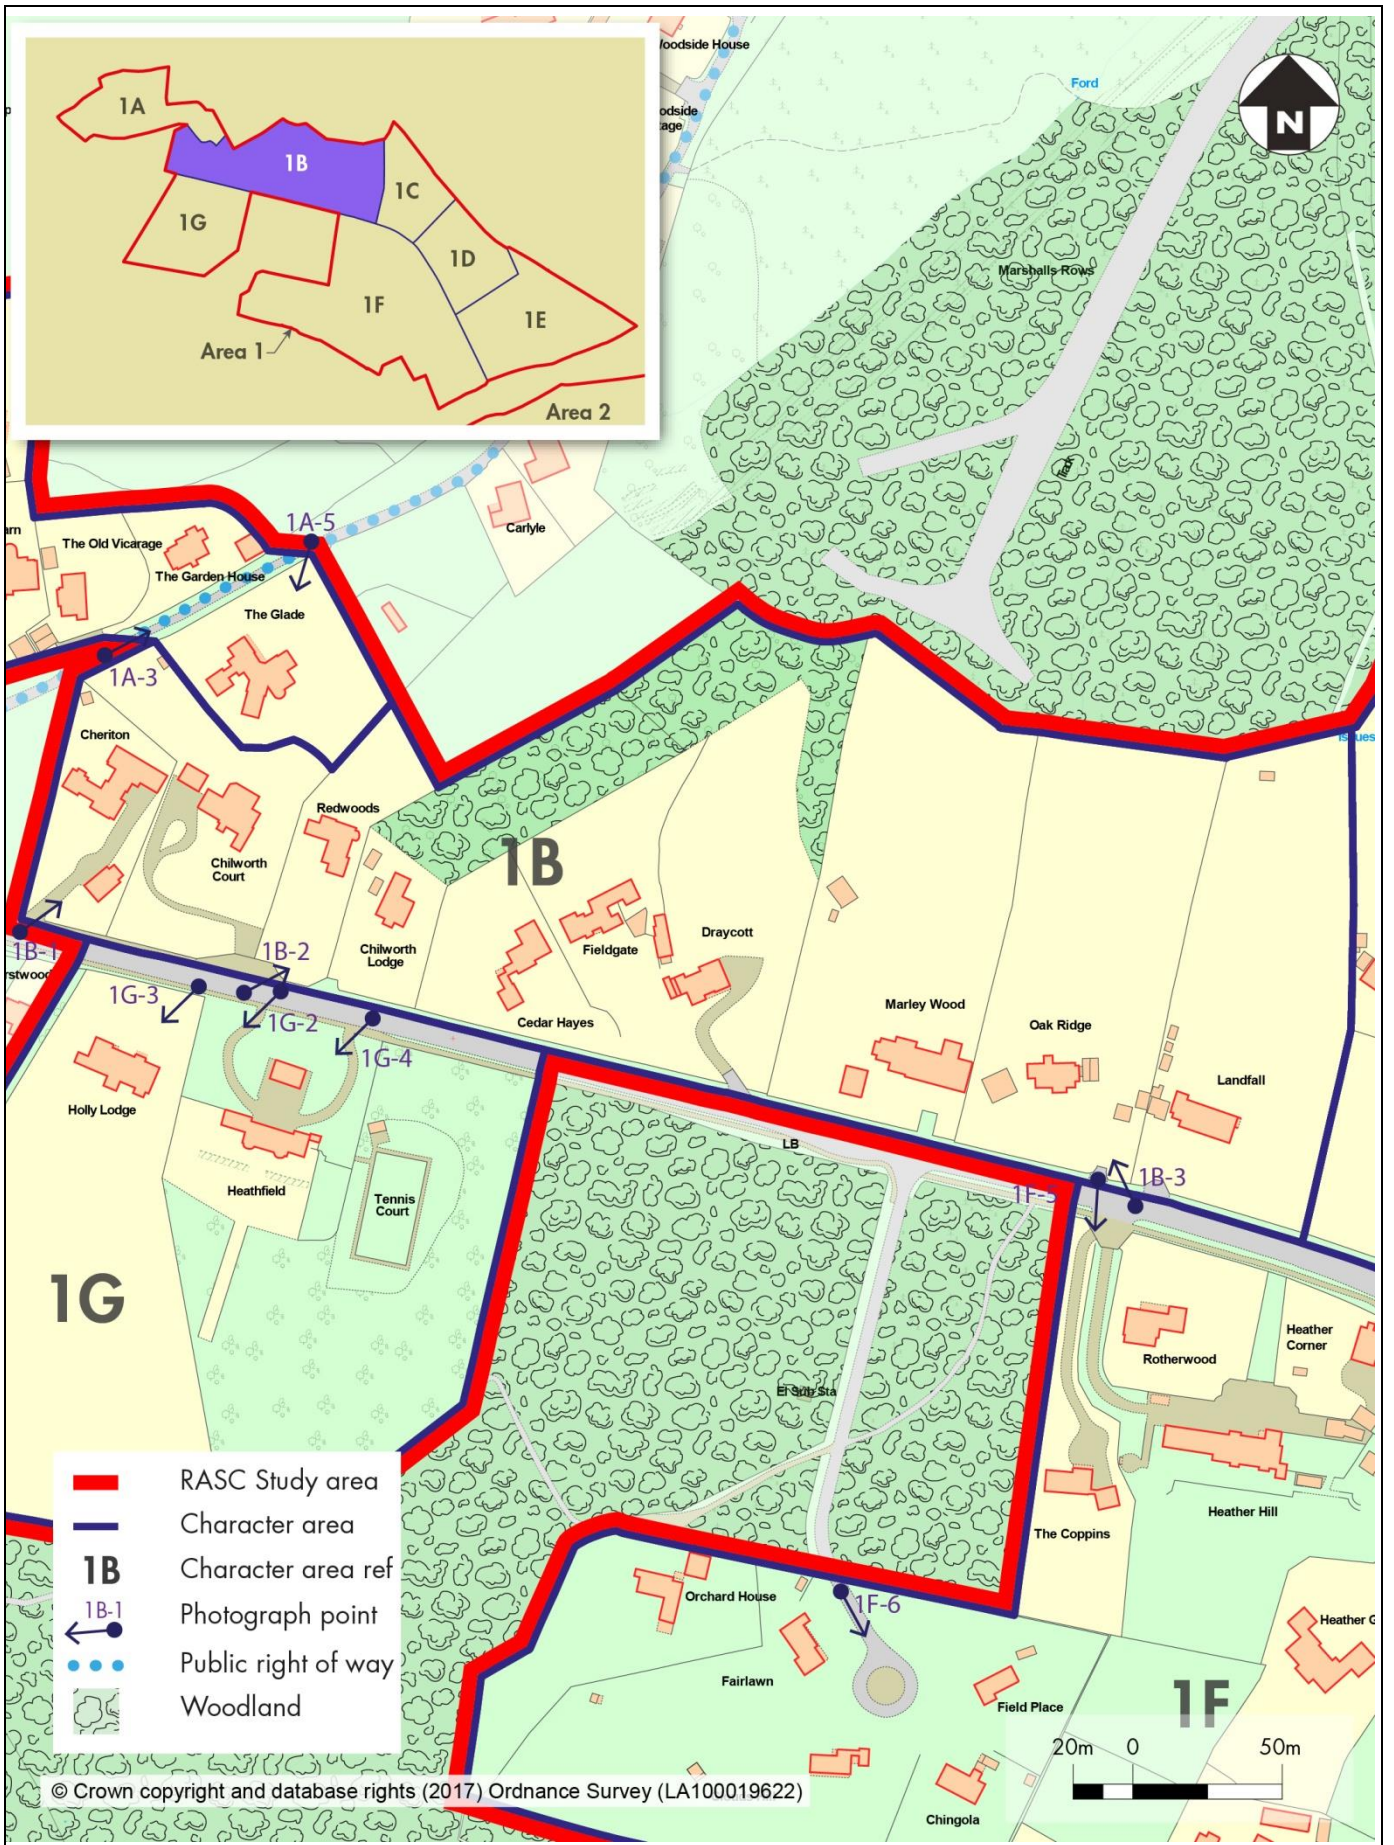 1A
1B
1C
1G
1D
1F
1E
Area 1
Area 2
Woodside House
Ford
N
Marshalls Rows
Track
Carlyle
1A-5
The Old Vicarage
The Garden House
The Glade
1A-3
Cheriton
Issues
Redwoods
1B
Chilworth
Court
Chilworth
Lodge
Fieldgate
Draycott
1B-1
1B-2
1G-3
1G-2
1G-4
Cedar Hayes
Marley Wood
Oak Ridge
Landfall
Holly Lodge
LB
1F-5
1B-3
Heathfield
Tennis
Court
1G
Rotherwood
Heather
Corner
El Sub Sta
Heather Hill
The Coppins
RASC Study area
Character area
1B Character area ref
1B-1 Photograph point
Public right of way
Woodland
Orchard House
1F-6
Heather G
Fairlawn
Field Place
1F
20m 0 50m
© Crown copyright and database rights (2017) Ordnance Survey (LA100019622)
Chingola